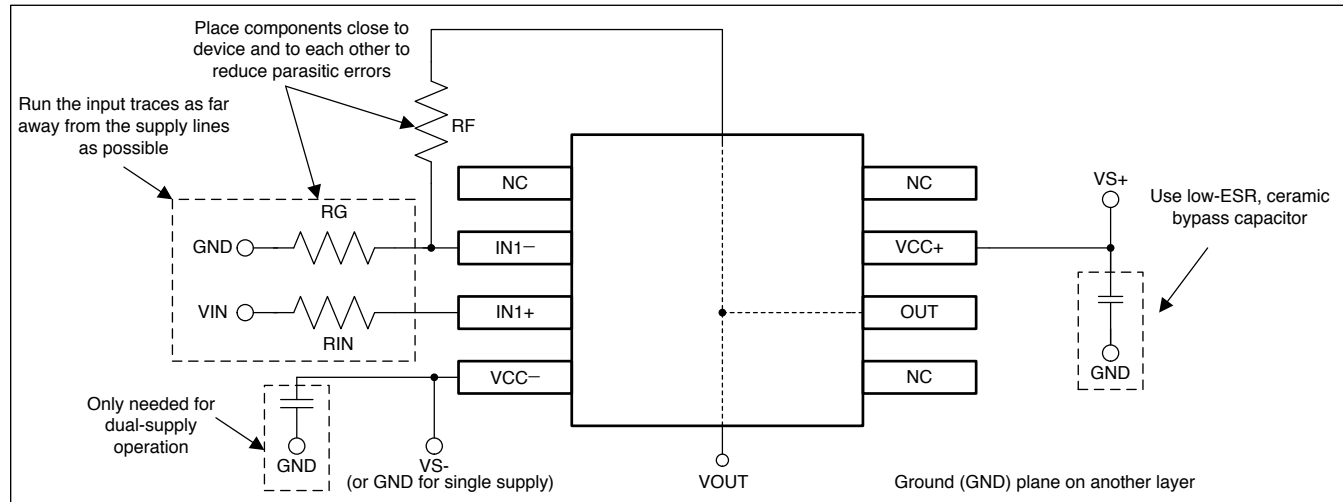 Place components close to
device and to each other to
reduce parasitic errors
Run the input traces as far
away from the supply lines
as possible
RF
NC
NC
VS+
Use low-ESR, ceramic
bypass capacitor
RG
GND
IN1−
VCC+
VIN
IN1+
OUT
RIN
VCC−
NC
GND
Only needed for
dual-supply
operation
GND
VS-
(or GND for single supply)
VOUT
Ground (GND) plane on another layer